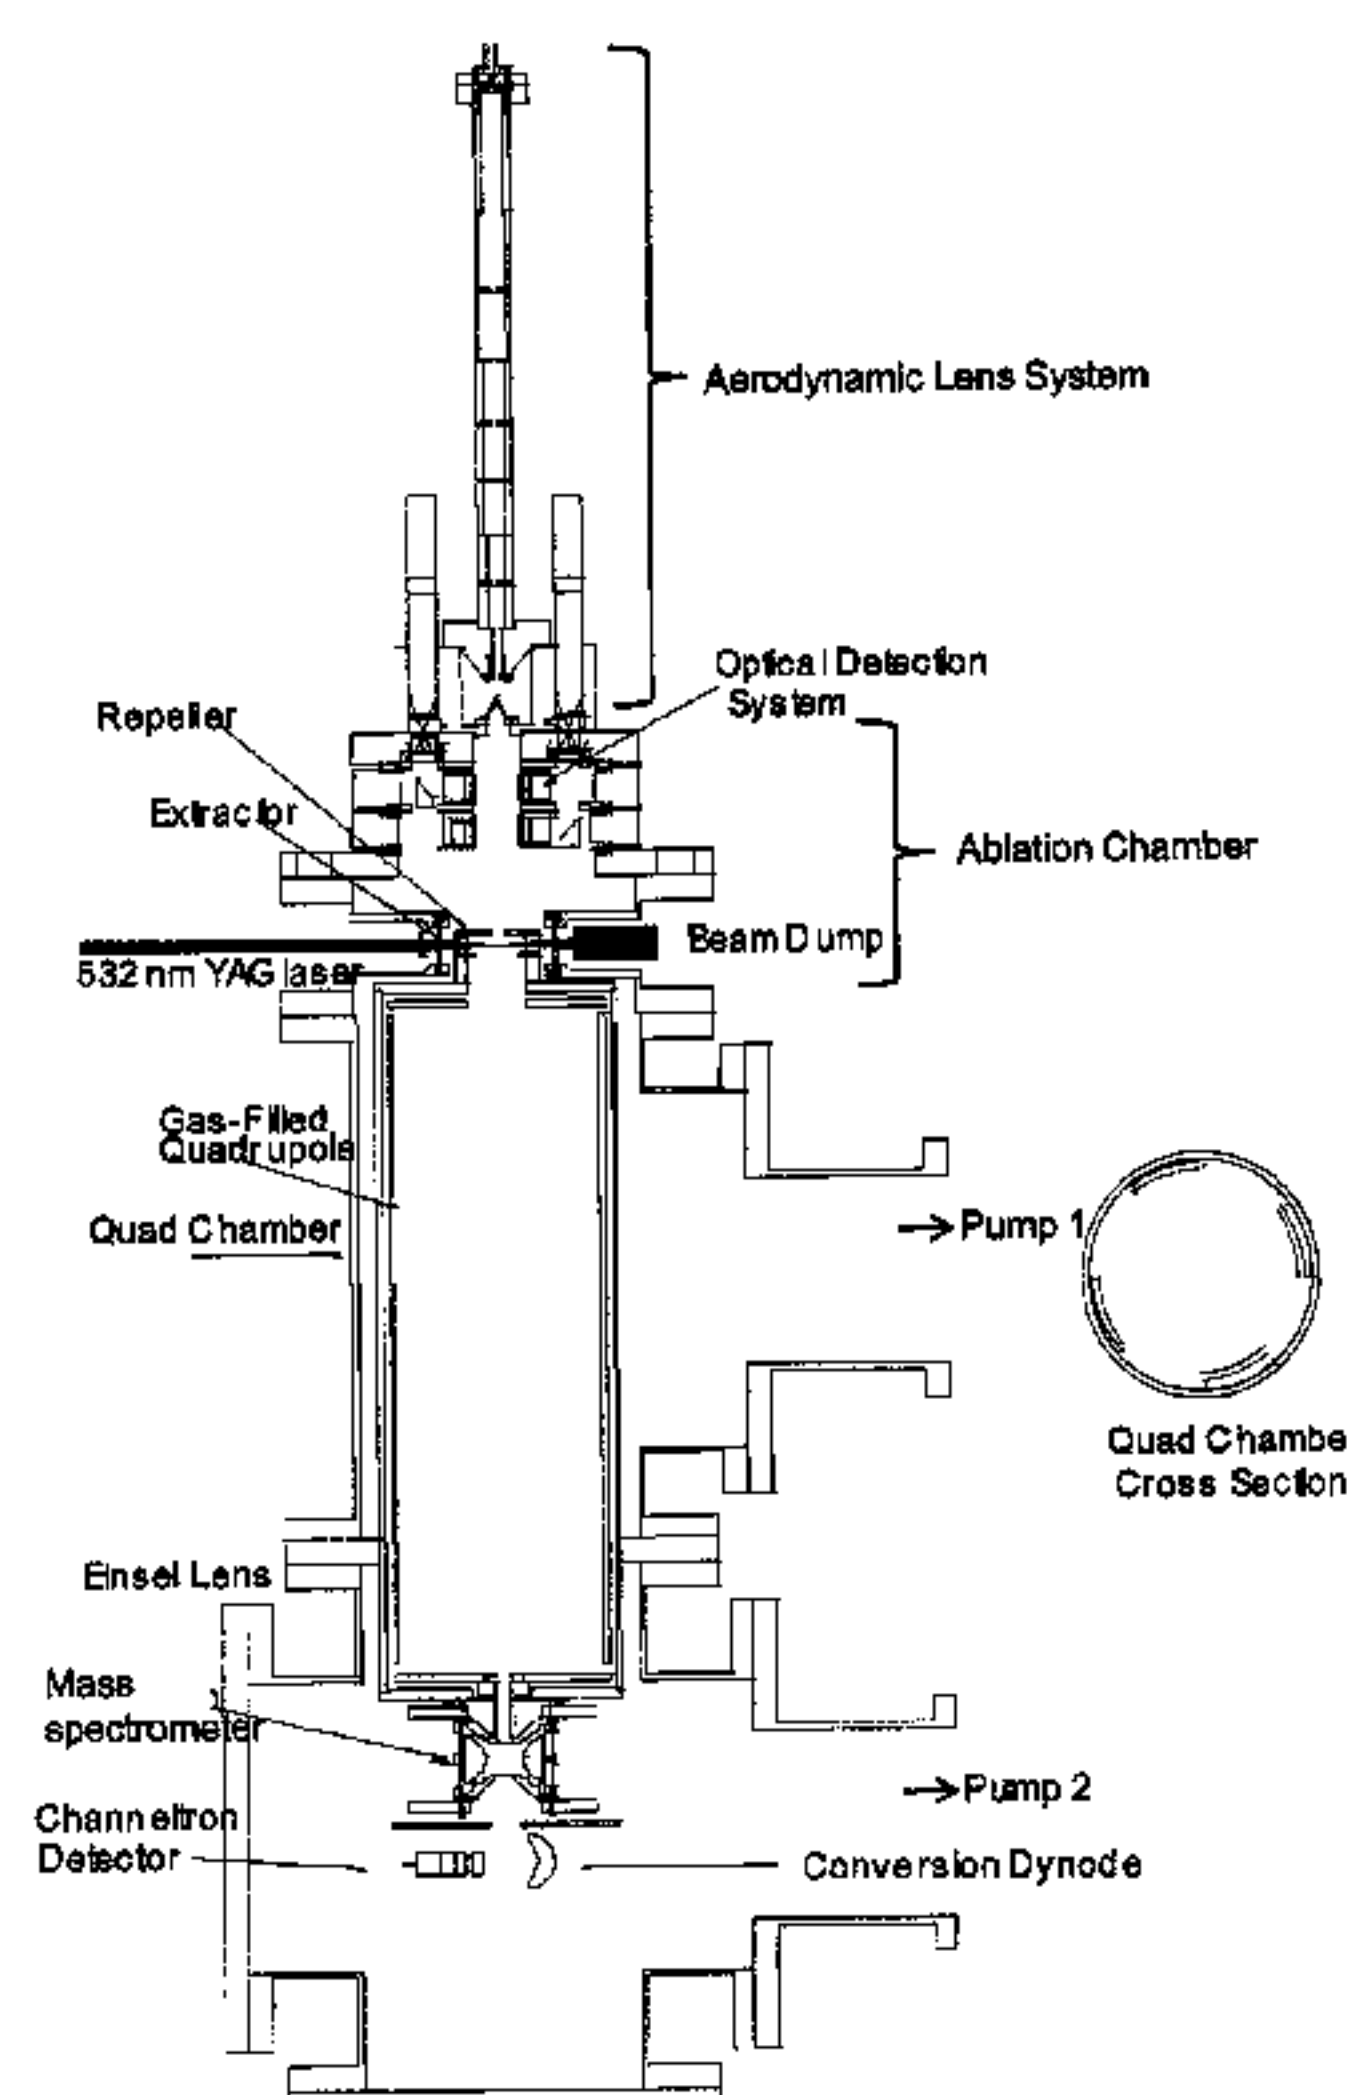 Aerodynamic Lens System
Optical Detection
System
Repeller
Extractor
Ablation Chamber
Beam Dump
532 nm YAG laser
Gas-Filled
Quadrupole
Quad Chamber
Pump 1
Quad Chambe
Cross Section
Einsel Lens
Mass
spectrometer
Pump 2
Channeltron
Detector
Conversion Dynode